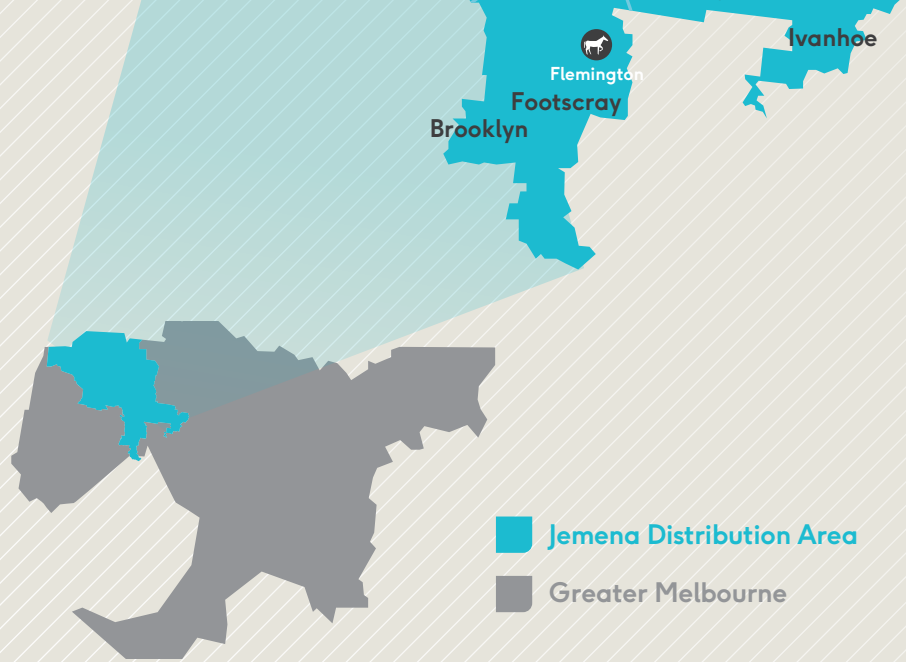 Ivanhoe
Flemington
Footscray
Brooklyn
Jemena Distribution Area
Greater Melbourne